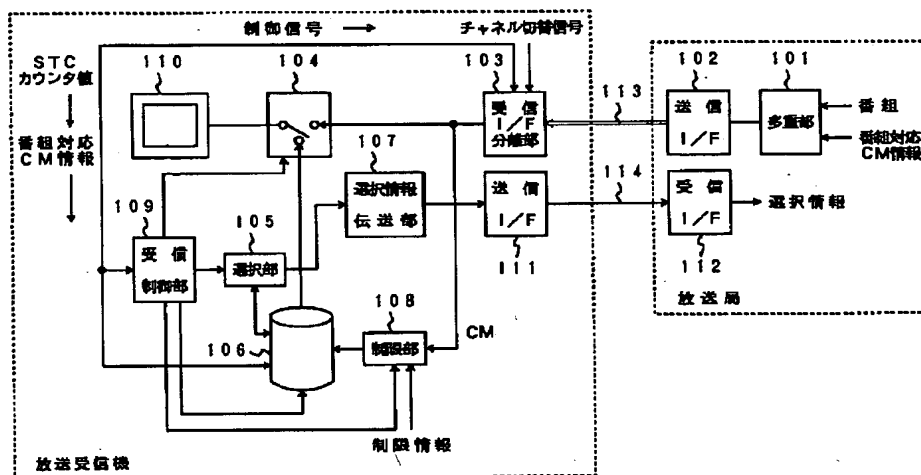 制御信号
チャネル切替信号
STC
カウンタ値
番組対応
CM情報
110
104
103
受信
I/F
分離部
113
102
送信
I/F
101
多重部
番組
番組対応
CM情報
107
選択情報
伝送部
送信
I/F
111
114
受信
I/F
112
選択情報
放送局
109
受信
制御部
105
選択部
106
108
制限部
CM
制限情報
放送受信機